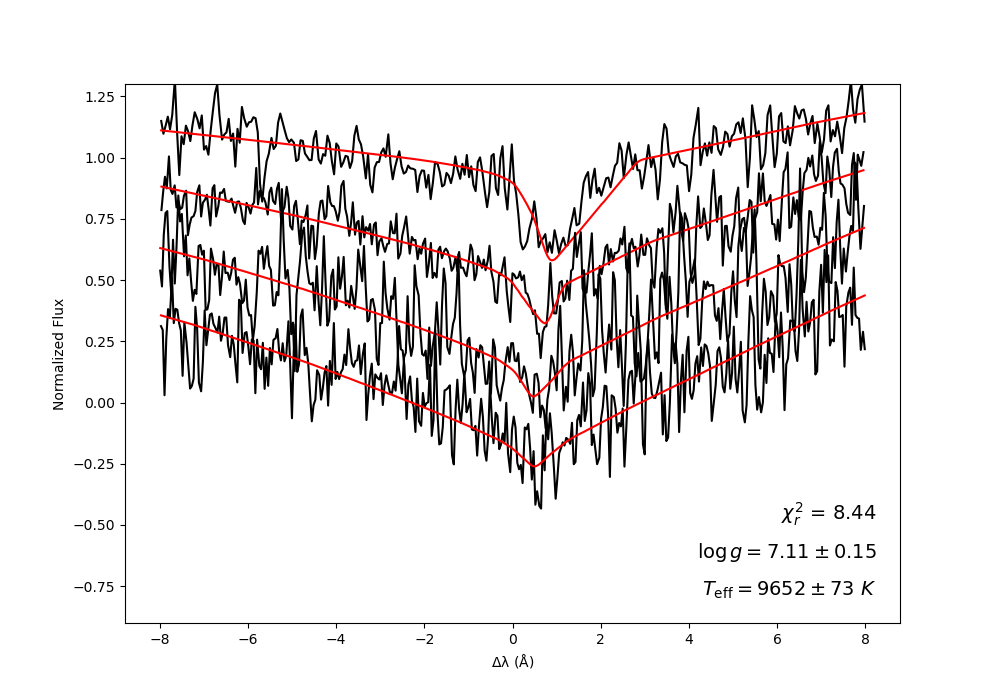 1.25
1.00
0.75
0.50
0.25
0.00
−0.25
−0.50
−0.75
Normalized Flux
χ²ᵣ = 8.44
log g = 7.11 ± 0.15
T_eff = 9652 ± 73 K
−8 −6 −4 −2 0 2 4 6 8
Δλ (Å)